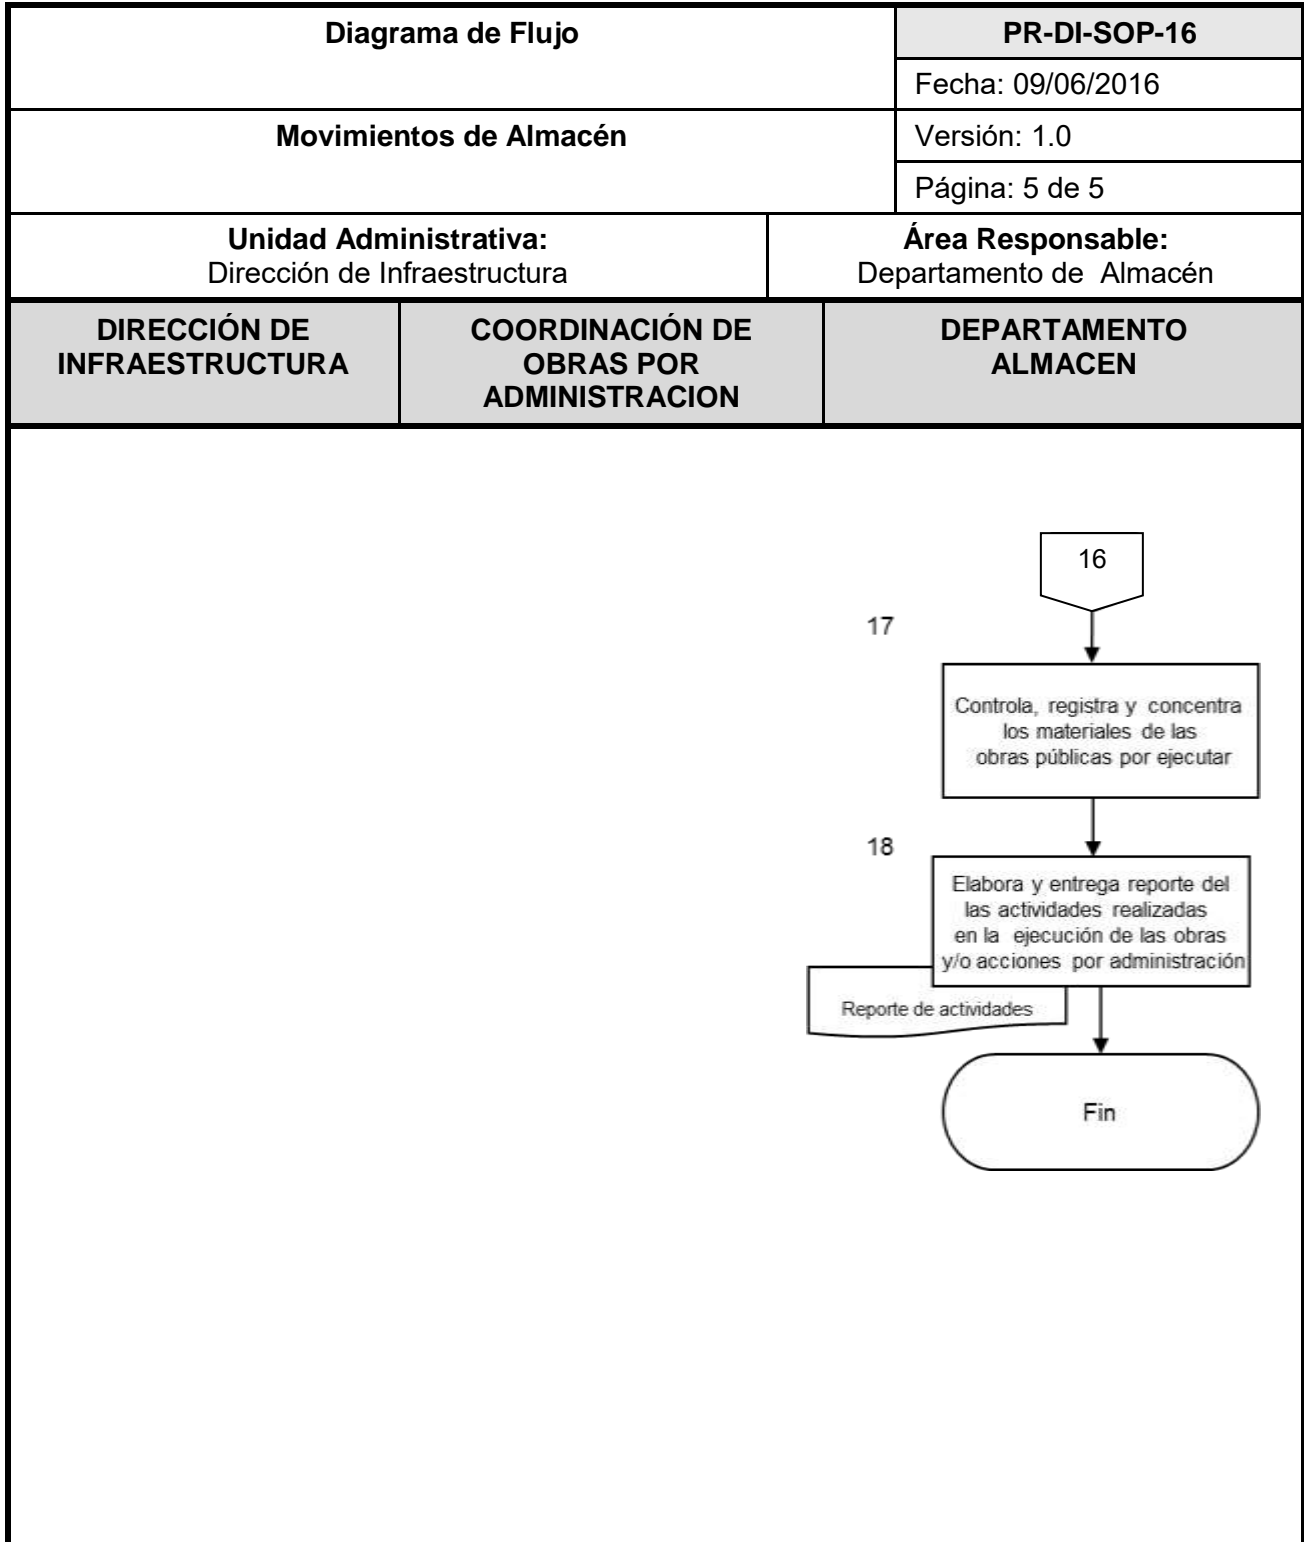 Diagrama de Flujo
PR-DI-SOP-16
Fecha: 09/06/2016
Movimientos de Almacén
Versión: 1.0
Página: 5 de 5
Unidad Administrativa:
Dirección de Infraestructura
Área Responsable:
Departamento de Almacén
DIRECCIÓN DE
INFRAESTRUCTURA
COORDINACIÓN DE
OBRAS POR
ADMINISTRACION
DEPARTAMENTO
ALMACEN
16
17
Controla, registra y concentra
los materiales de las
obras públicas por ejecutar
18
Elabora y entrega reporte del
las actividades realizadas
en la ejecución de las obras
y/o acciones por administración
Reporte de actividades
Fin